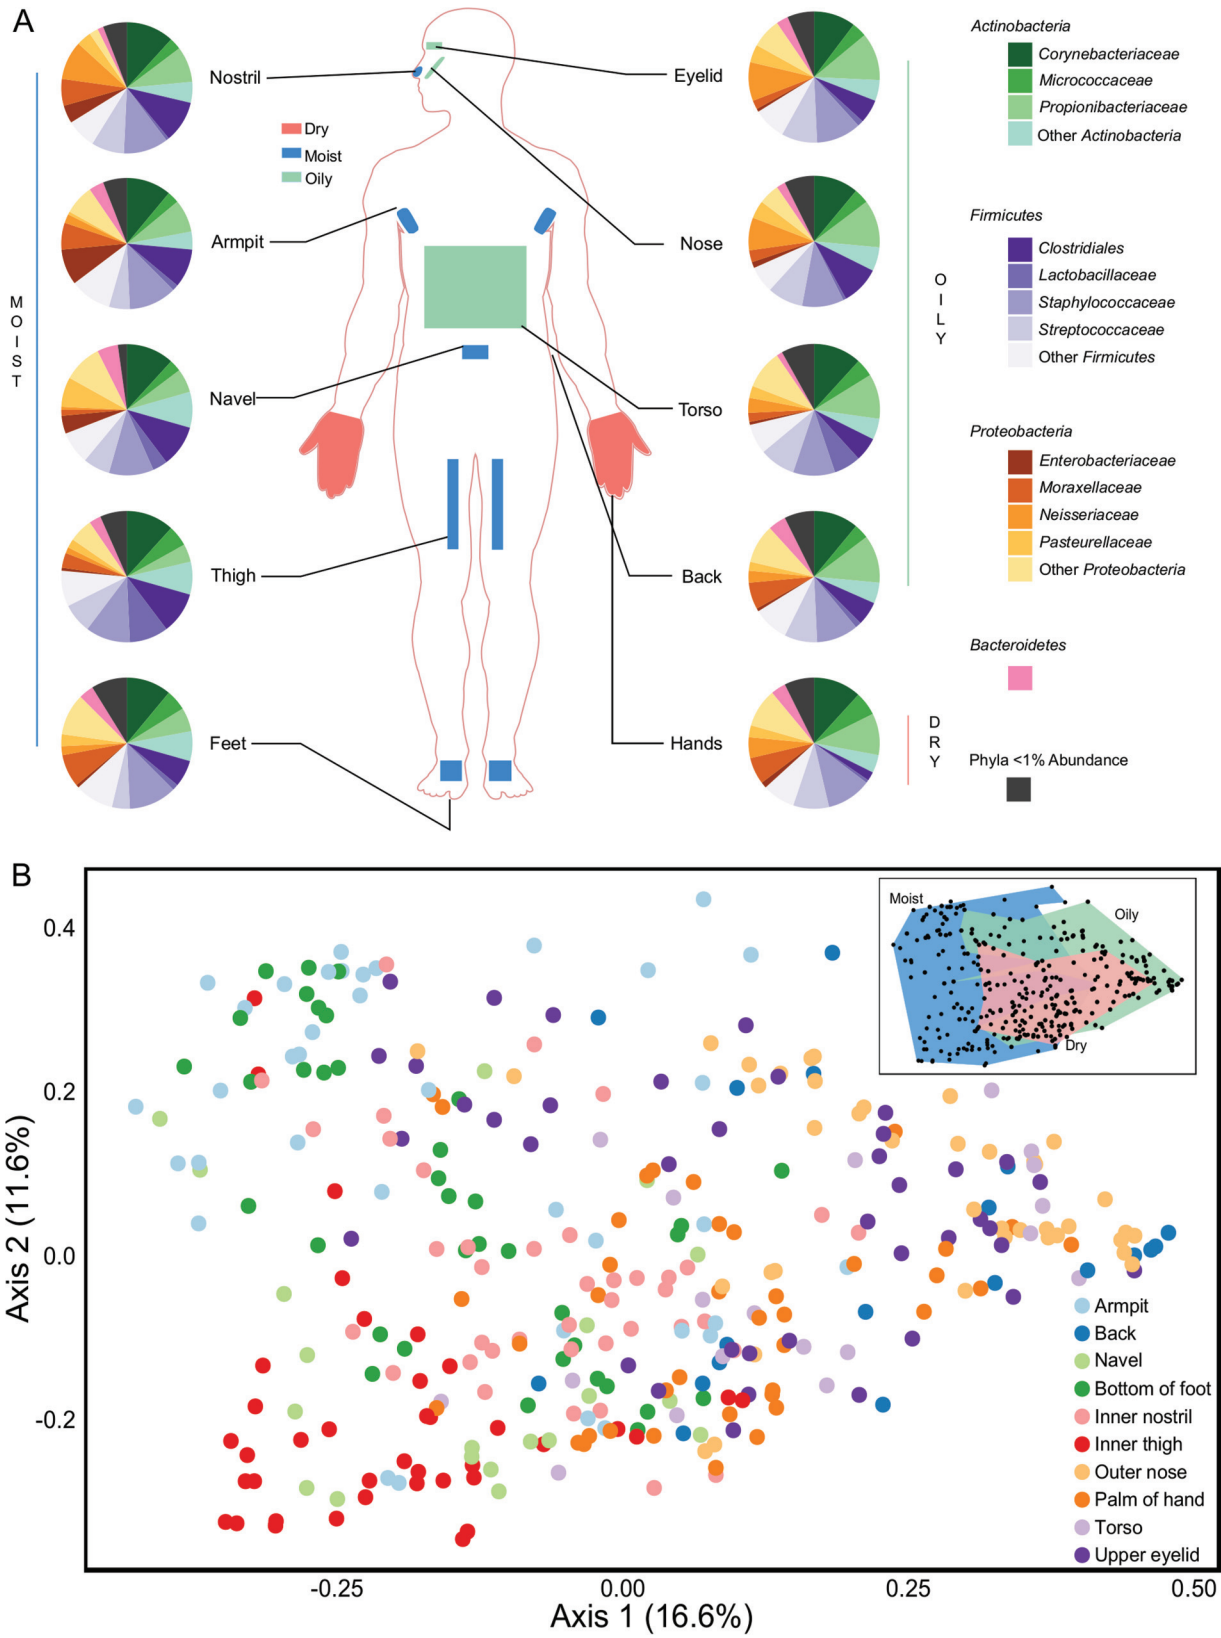 A
Nostril
Armpit
Navel
Thigh
Feet
MOIST
Dry
Moist
Oily
Eyelid
Nose
Torso
Back
Hands
OILY
DRY
Actinobacteria
Corynebacteriaceae
Micrococcaceae
Propionibacteriaceae
Other Actinobacteria
Firmicutes
Clostridiales
Lactobacillaceae
Staphylococcaceae
Streptococcaceae
Other Firmicutes
Proteobacteria
Enterobacteriaceae
Moraxellaceae
Neisseriaceae
Pasteurellaceae
Other Proteobacteria
Bacteroidetes
Phyla <1% Abundance
B
Moist
Oily
Dry
0.4
0.2
0.0
-0.2
Axis 2 (11.6%)
Armpit
Back
Navel
Bottom of foot
Inner nostril
Inner thigh
Outer nose
Palm of hand
Torso
Upper eyelid
-0.25
0.00
0.25
0.50
Axis 1 (16.6%)